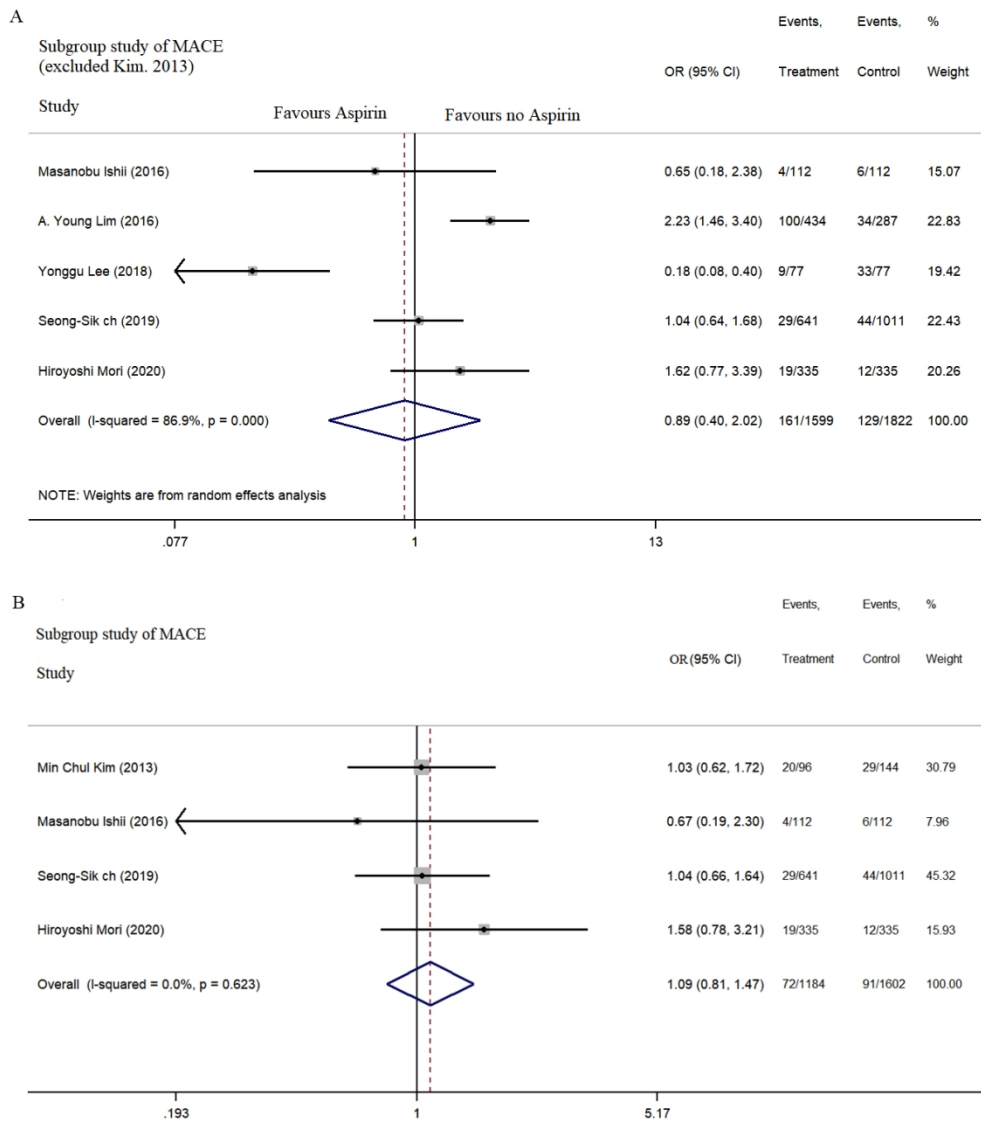 A
Events, Events, %
Subgroup study of MACE
(excluded Kim. 2013)
OR (95% CI) Treatment Control Weight
Study
Favours Aspirin Favours no Aspirin
Masanobu Ishii (2016) 0.65 (0.18, 2.38) 4/112 6/112 15.07
A. Young Lim (2016) 2.23 (1.46, 3.40) 100/434 34/287 22.83
Yonggu Lee (2018) 0.18 (0.08, 0.40) 9/77 33/77 19.42
Seong-Sik ch (2019) 1.04 (0.64, 1.68) 29/641 44/1011 22.43
Hiroyoshi Mori (2020) 1.62 (0.77, 3.39) 19/335 12/335 20.26
Overall (I-squared = 86.9%, p = 0.000) 0.89 (0.40, 2.02) 161/1599 129/1822 100.00
NOTE: Weights are from random effects analysis
.077 1 13
B
Events, Events, %
Subgroup study of MACE
OR (95% CI) Treatment Control Weight
Study
Min Chul Kim (2013) 1.03 (0.62, 1.72) 20/96 29/144 30.79
Masanobu Ishii (2016) 0.67 (0.19, 2.30) 4/112 6/112 7.96
Seong-Sik ch (2019) 1.04 (0.66, 1.64) 29/641 44/1011 45.32
Hiroyoshi Mori (2020) 1.58 (0.78, 3.21) 19/335 12/335 15.93
Overall (I-squared = 0.0%, p = 0.623) 1.09 (0.81, 1.47) 72/1184 91/1602 100.00
.193 1 5.17